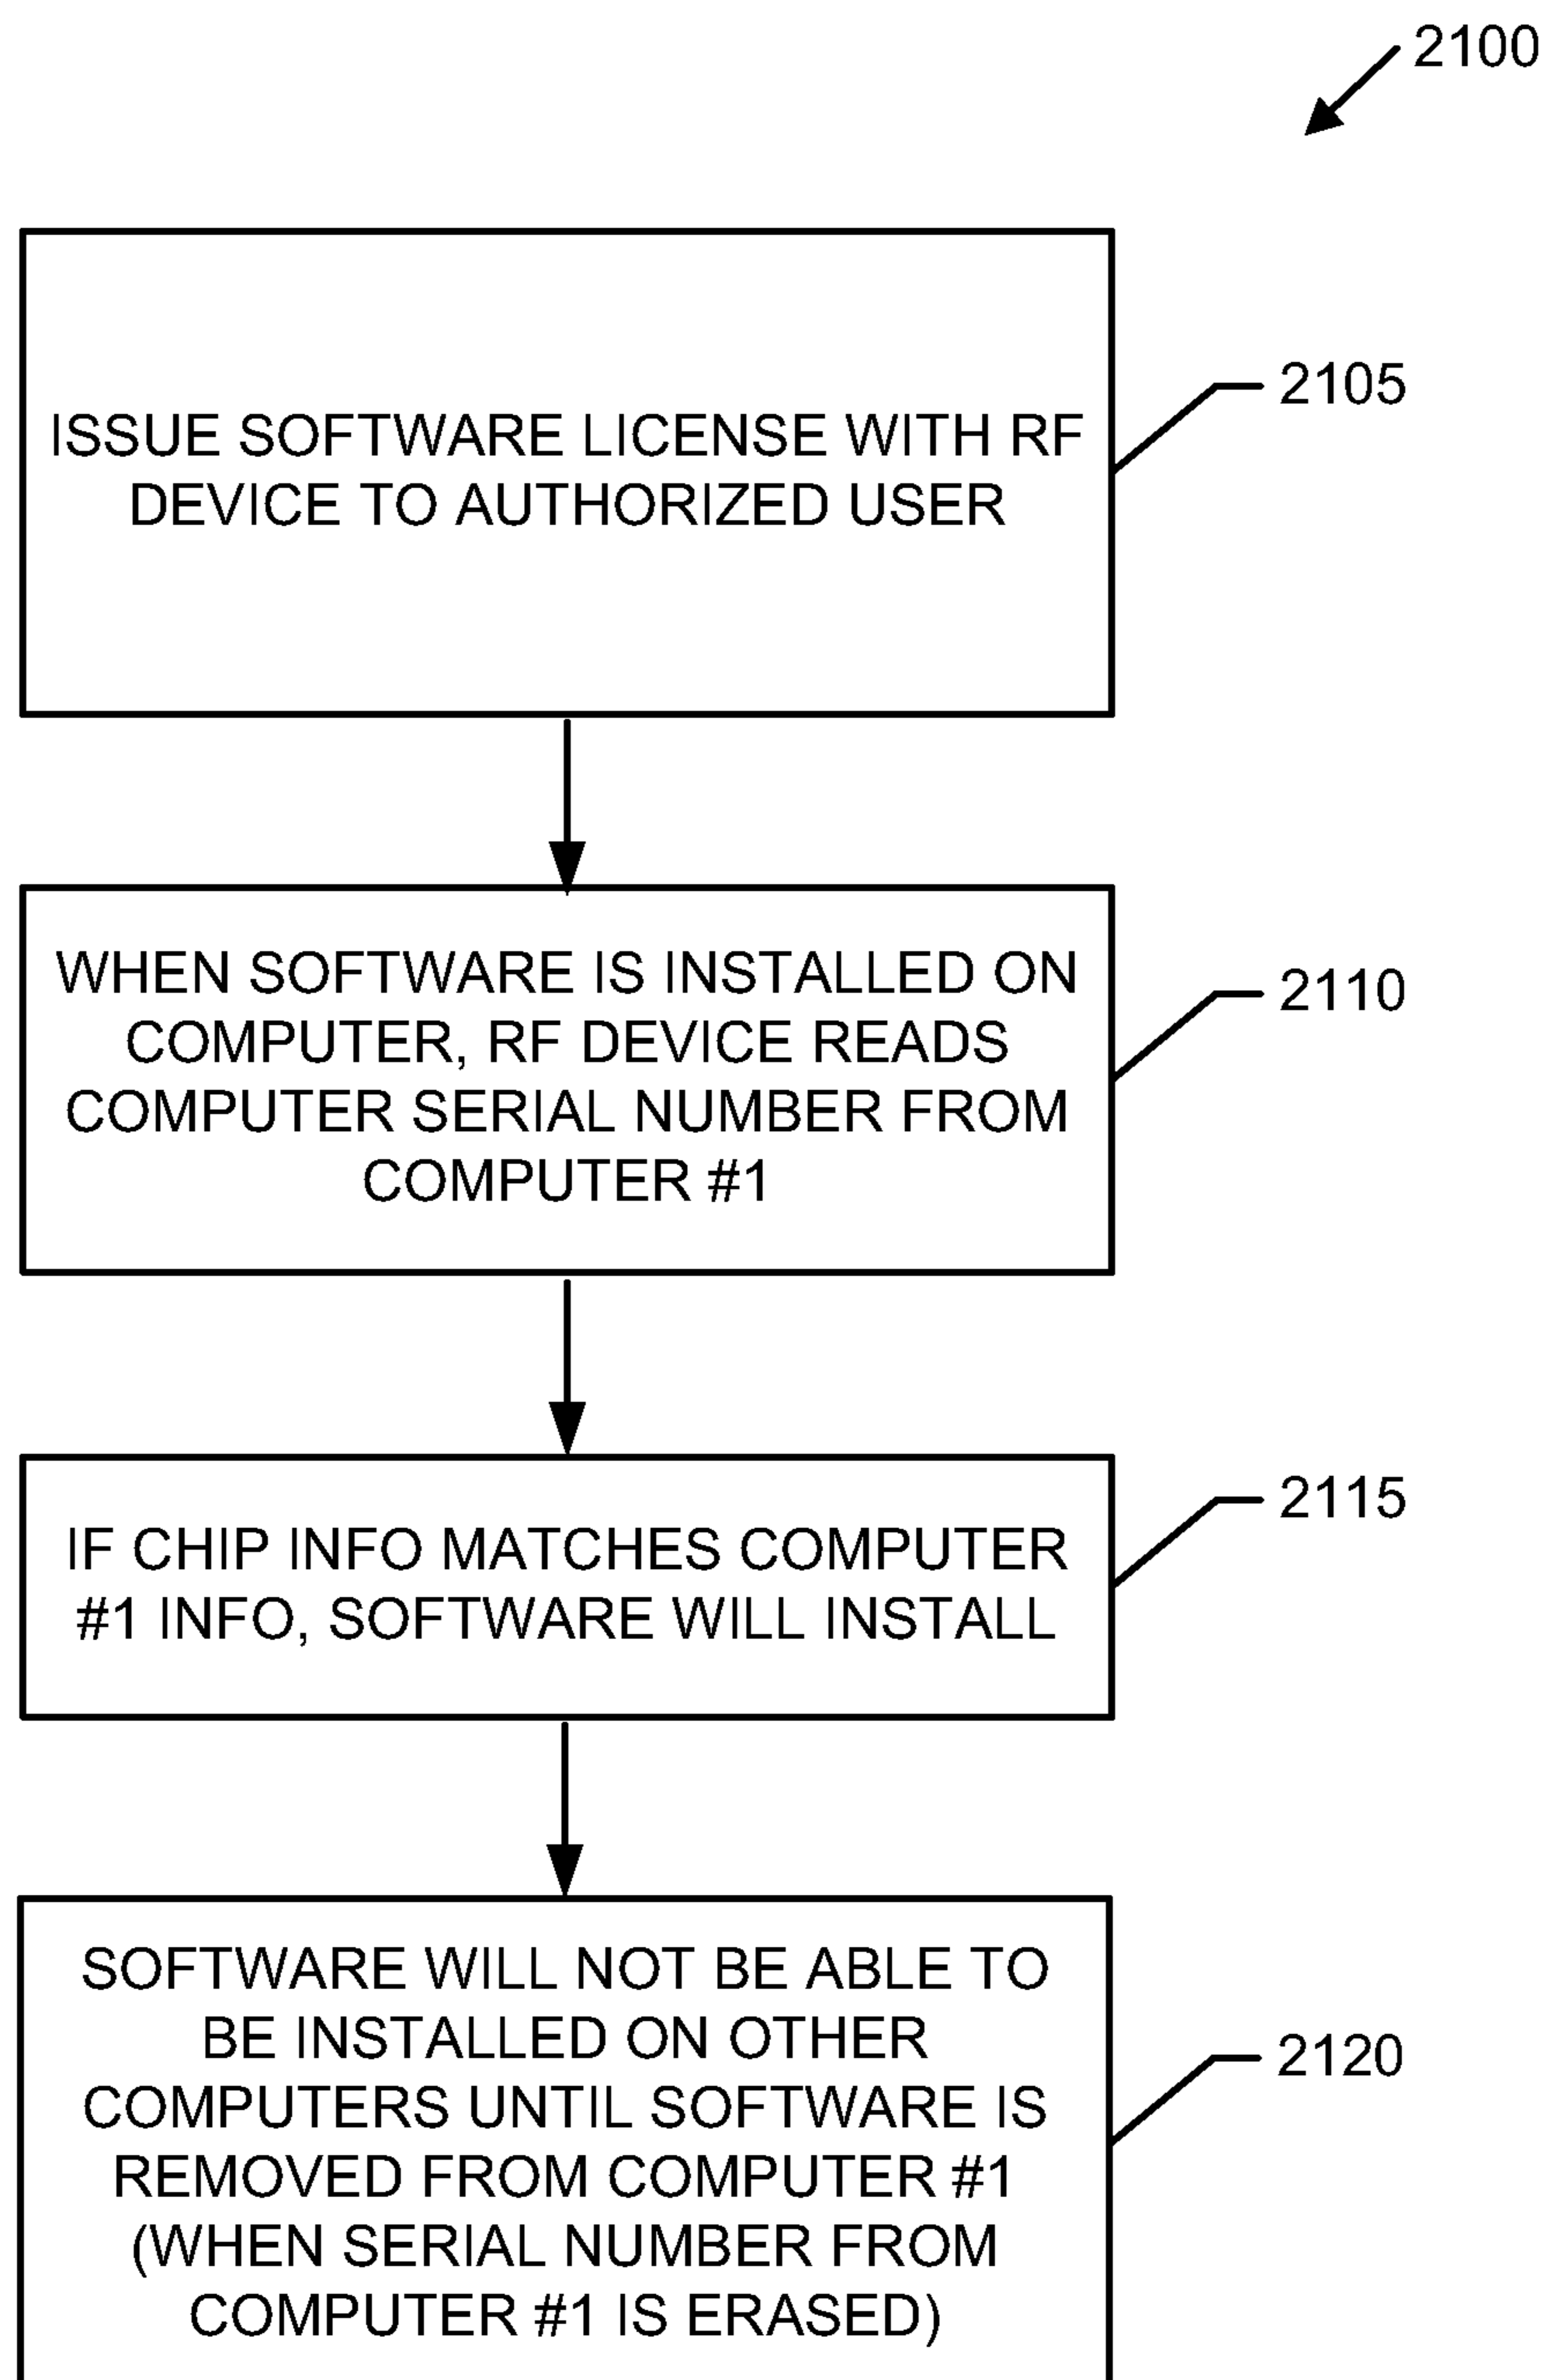 2100
ISSUE SOFTWARE LICENSE WITH RF
DEVICE TO AUTHORIZED USER
2105
WHEN SOFTWARE IS INSTALLED ON
COMPUTER, RF DEVICE READS
COMPUTER SERIAL NUMBER FROM
COMPUTER #1
2110
IF CHIP INFO MATCHES COMPUTER
#1 INFO, SOFTWARE WILL INSTALL
2115
SOFTWARE WILL NOT BE ABLE TO
BE INSTALLED ON OTHER
COMPUTERS UNTIL SOFTWARE IS
REMOVED FROM COMPUTER #1
(WHEN SERIAL NUMBER FROM
COMPUTER #1 IS ERASED)
2120